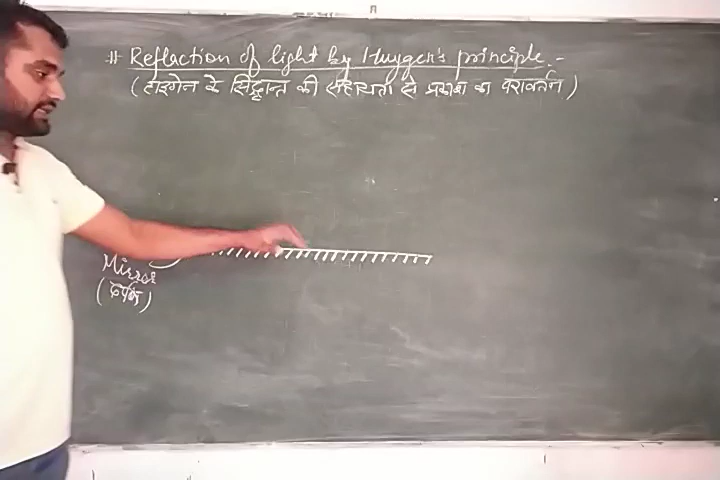 # Reflection of light by Huygen's principle :-
(हाइगेन के सिद्धान्त की सहायता से प्रकाश का परावर्तन)
Mirror
(दर्पण)